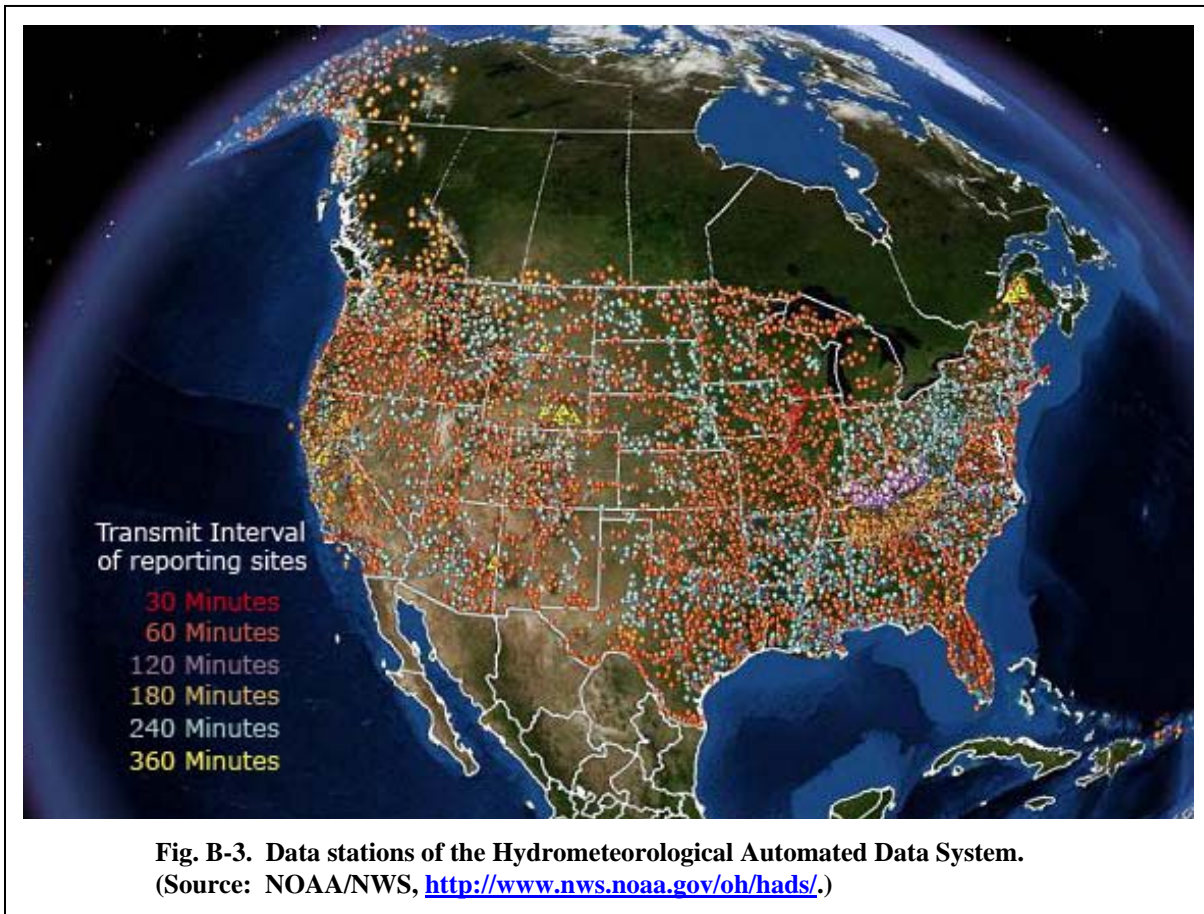 Transmit Interval
of reporting sites
30 Minutes
60 Minutes
120 Minutes
180 Minutes
240 Minutes
360 Minutes
Fig. B-3.  Data stations of the Hydrometeorological Automated Data System.
(Source:  NOAA/NWS, http://www.nws.noaa.gov/oh/hads/.)